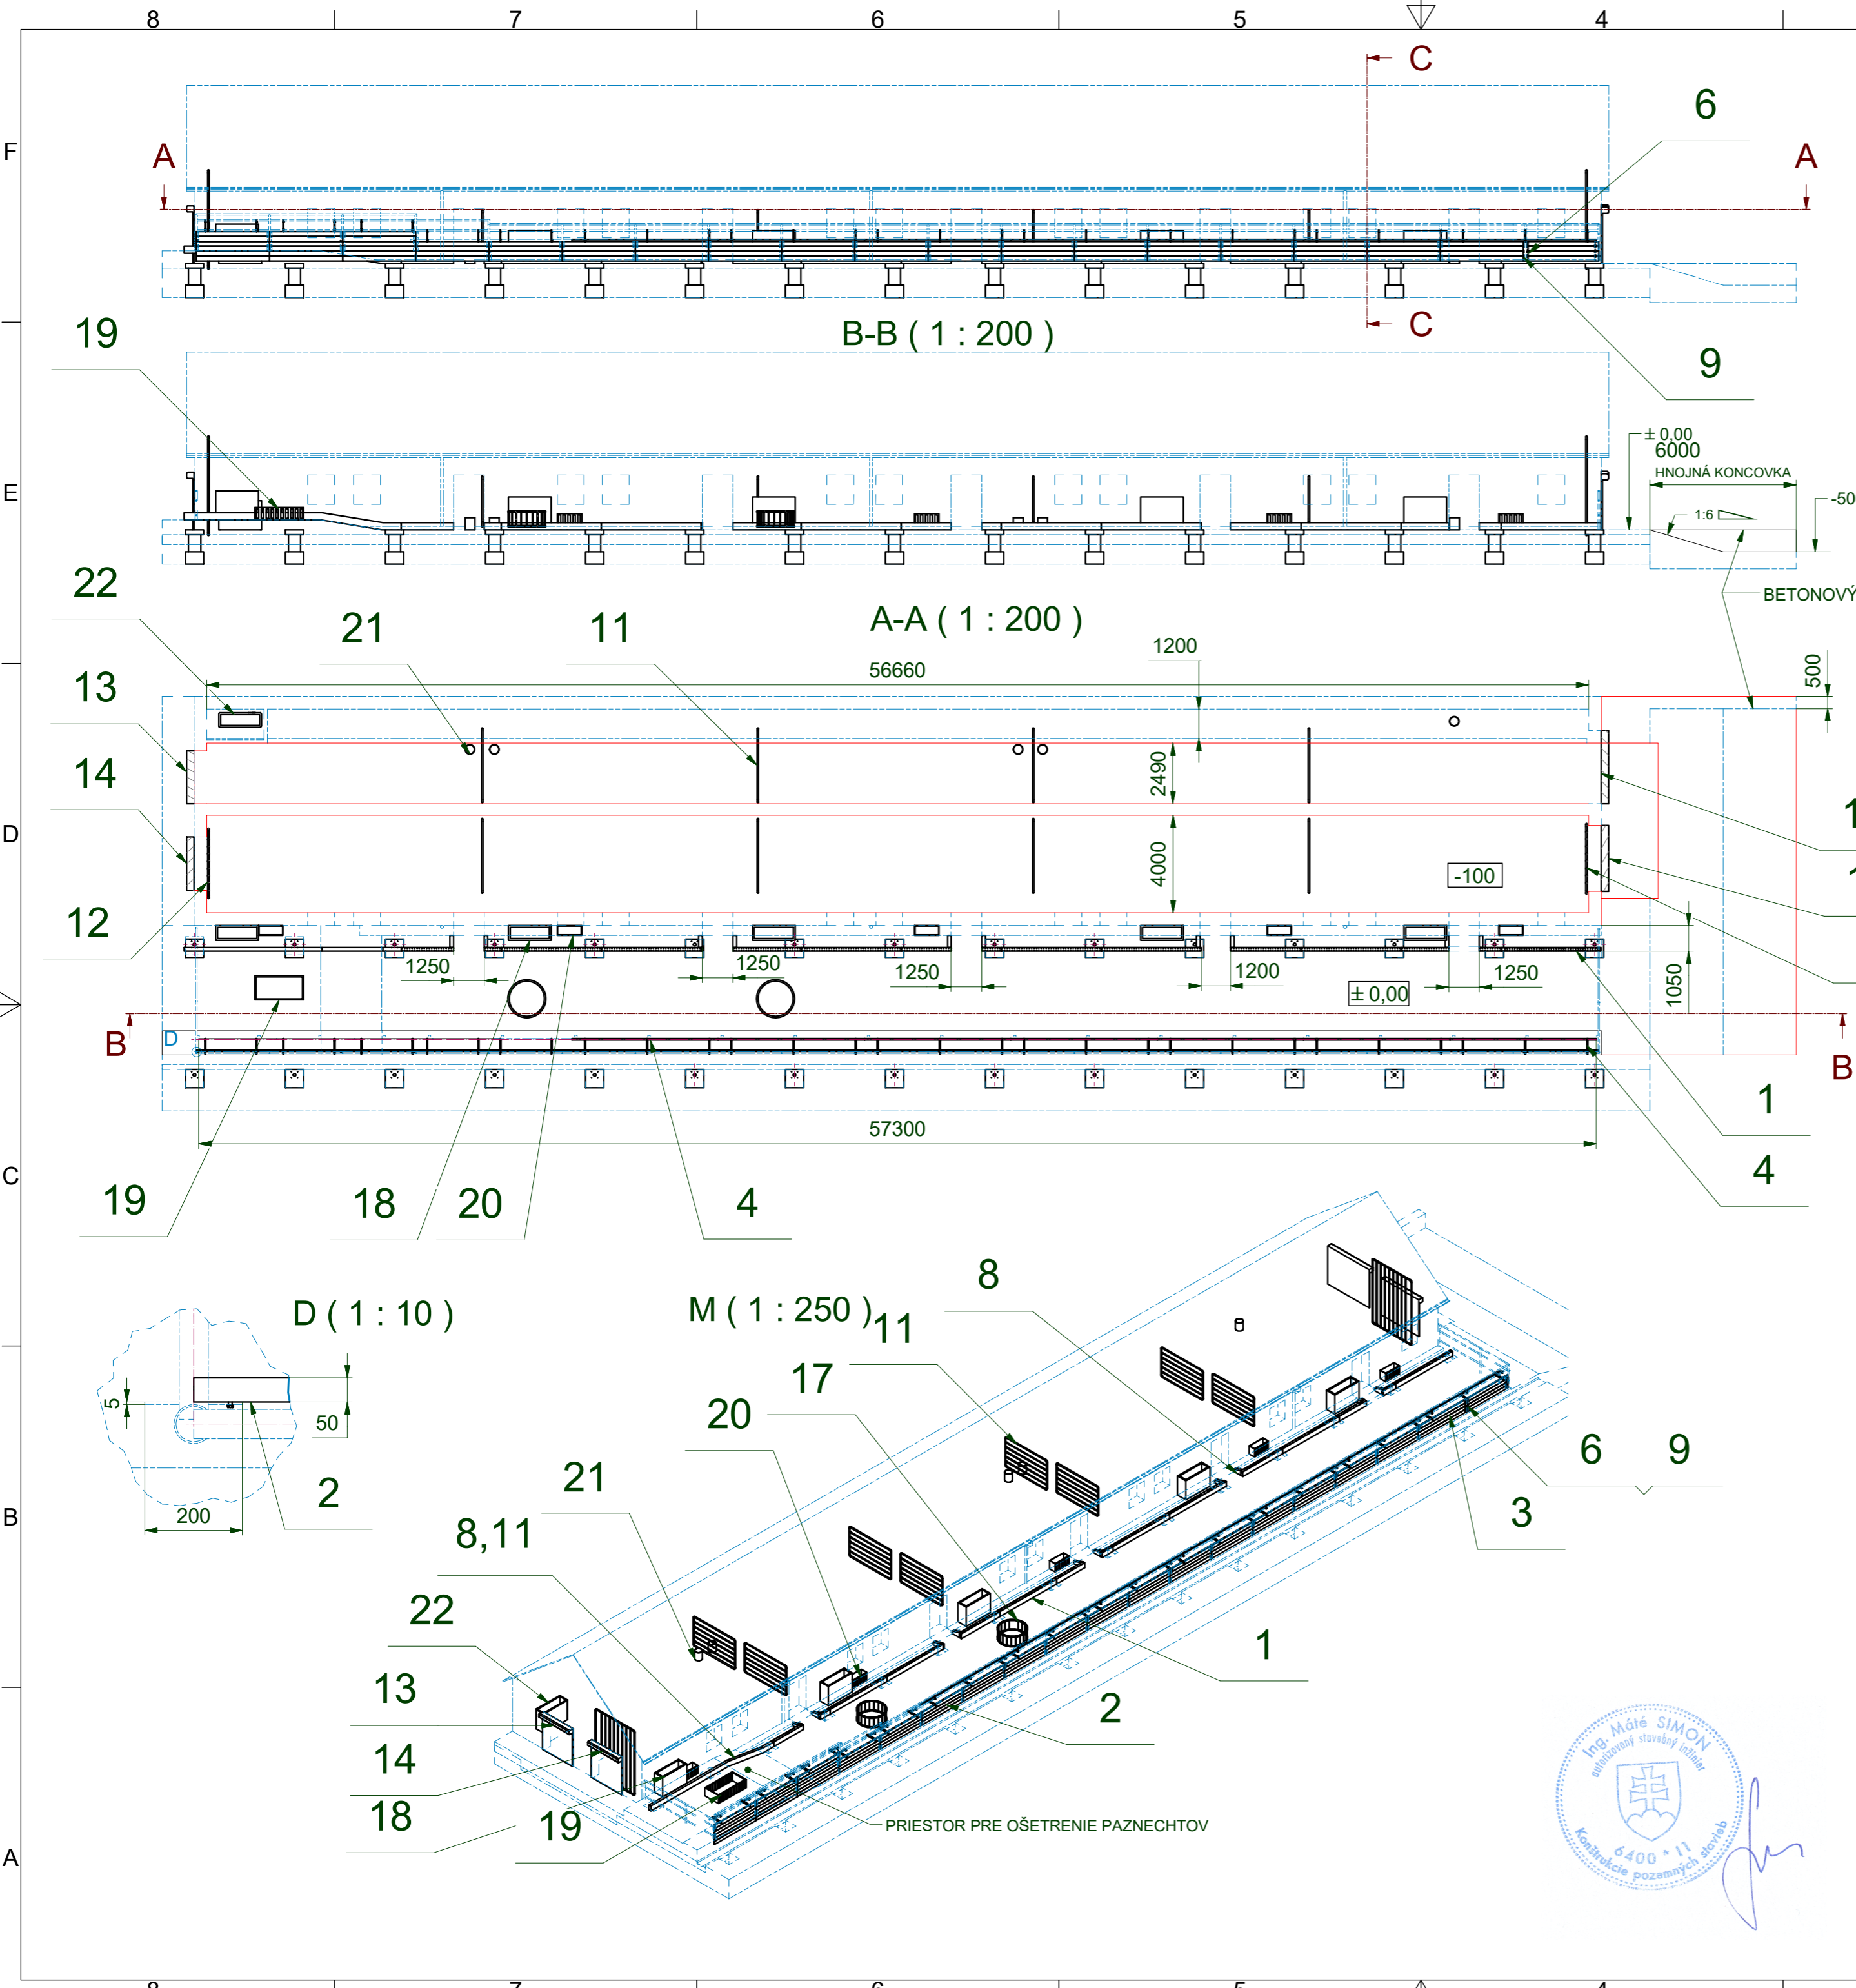 8 7 6 5 4
F
C
6
A A
19
B-B ( 1 : 200 )
C
9
E
± 0,00
6000
HNOJNÁ KONCOVKA
-50
1:6
22
21
11
A-A ( 1 : 200 )
BETONOVÝ
1200
56660
500
13
14
2490
4000
-100
D
12
1250
1250
1250
1200
1250
1050
± 0,00
B
D
B
1
57300
C
4
19
18
20
4
8
D ( 1 : 10 )
M ( 1 : 250 )
11
17
20
5
50
2
200
21
6 9
3
8,11
B
22
1
13
2
14
18
19
PRIESTOR PRE OŠETRENIE PAZNECHTOV
A
Ing. Máté SIMON
autorizovaný stavebný inžinier
6400 * 11
Konštrukcie pozemných stavieb